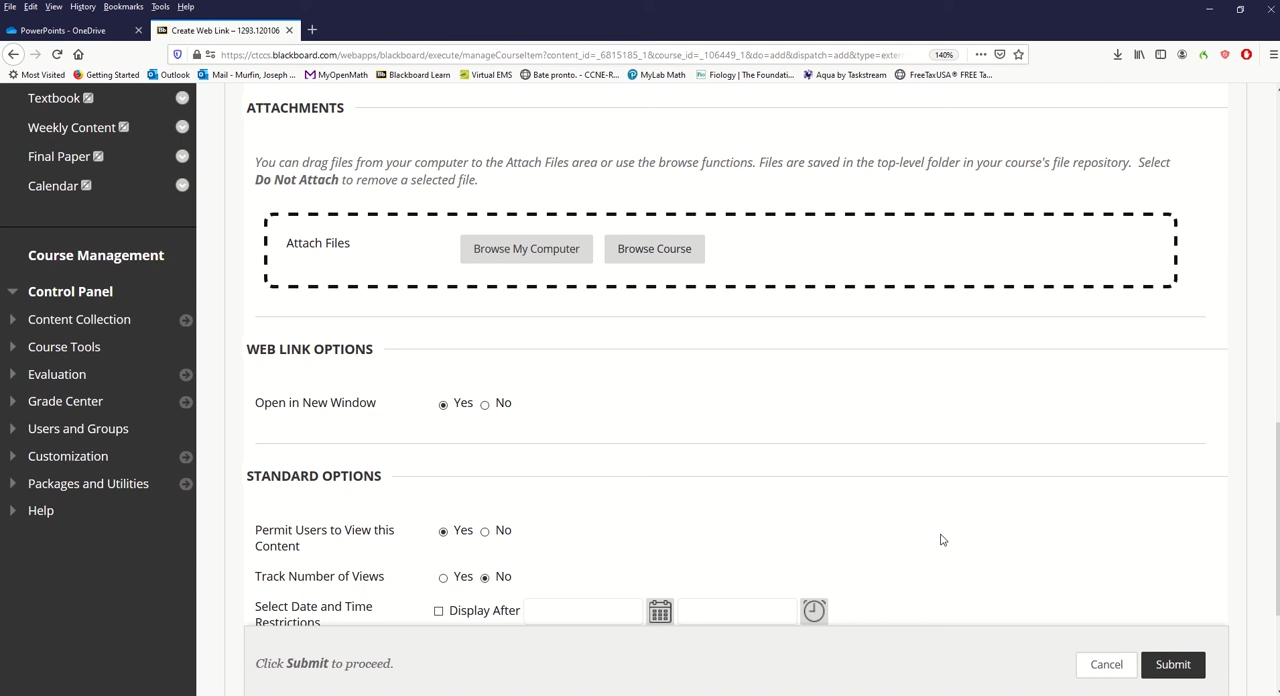 File Edit View History Bookmarks Tools Help
PowerPoints - OneDrive
Bb Create Web Link – 1293.120106
https://ctccs.blackboard.com/webapps/blackboard/execute/manageCourseItem?content_id=_6815185_1&course_id=_106449_1&do=add&dispatch=add&type=exter
140%
Most Visited Getting Started Outlook Mail - Murfin, Joseph ... MyOpenMath Bb Blackboard Learn Virtual EMS Bate pronto. - CCNE-R... MyLab Math Fio Fiology | The Foundati... Aqua by Taskstream FreeTaxUSA® FREE Ta...
Textbook
Weekly Content
Final Paper
Calendar
Course Management
Control Panel
Content Collection
Course Tools
Evaluation
Grade Center
Users and Groups
Customization
Packages and Utilities
Help
ATTACHMENTS
You can drag files from your computer to the Attach Files area or use the browse functions. Files are saved in the top-level folder in your course's file repository. Select
Do Not Attach to remove a selected file.
Attach Files Browse My Computer Browse Course
WEB LINK OPTIONS
Open in New Window Yes No
STANDARD OPTIONS
Permit Users to View this Yes No
Content
Track Number of Views Yes No
Select Date and Time Display After
Restrictions
Click Submit to proceed. Cancel Submit